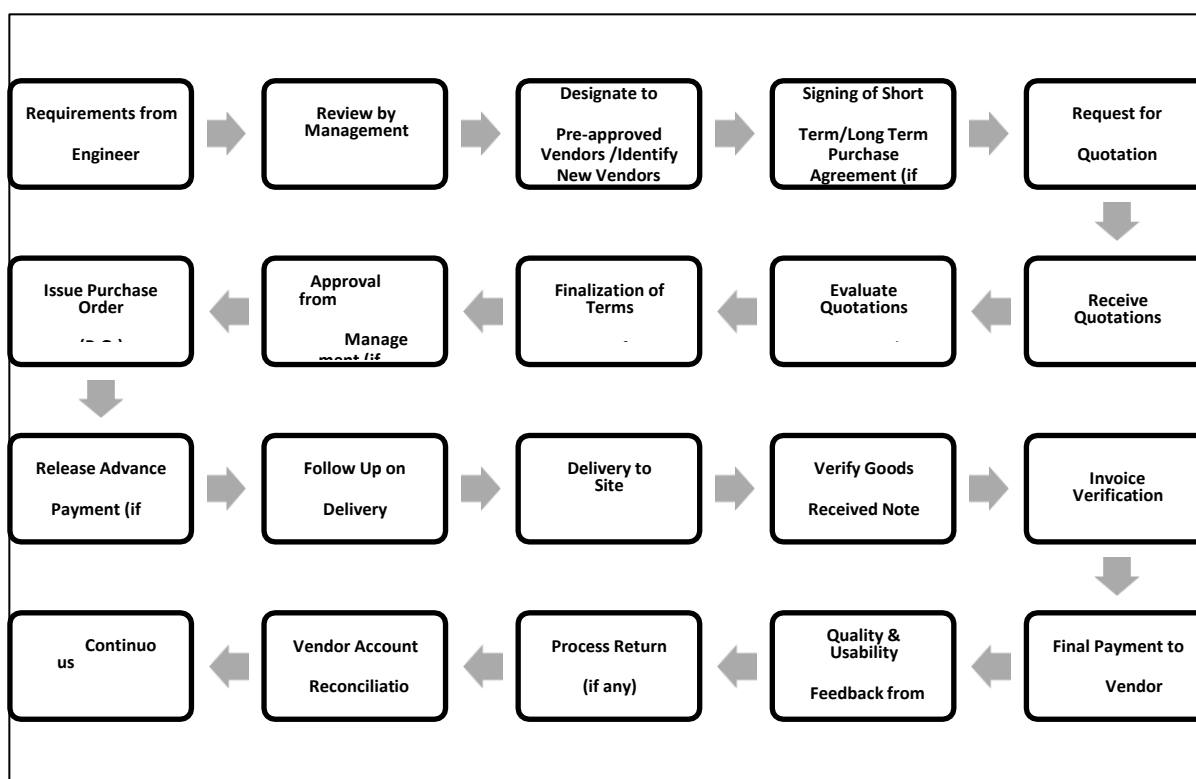 Requirements from
Engineer
Review by
Management
Designate to
Pre-approved
Vendors /Identify
New Vendors
Signing of Short
Term/Long Term
Purchase
Agreement (if
Request for
Quotation
Issue Purchase
Order
Approval
from
Manage
ment (if
Finalization of
Terms
Evaluate
Quotations
Receive
Quotations
Release Advance
Payment (if
Follow Up on
Delivery
Delivery to
Site
Verify Goods
Received Note
Invoice
Verification
Continuo
us
Vendor Account
Reconciliatio
Process Return
(if any)
Quality &
Usability
Feedback from
Final Payment to
Vendor